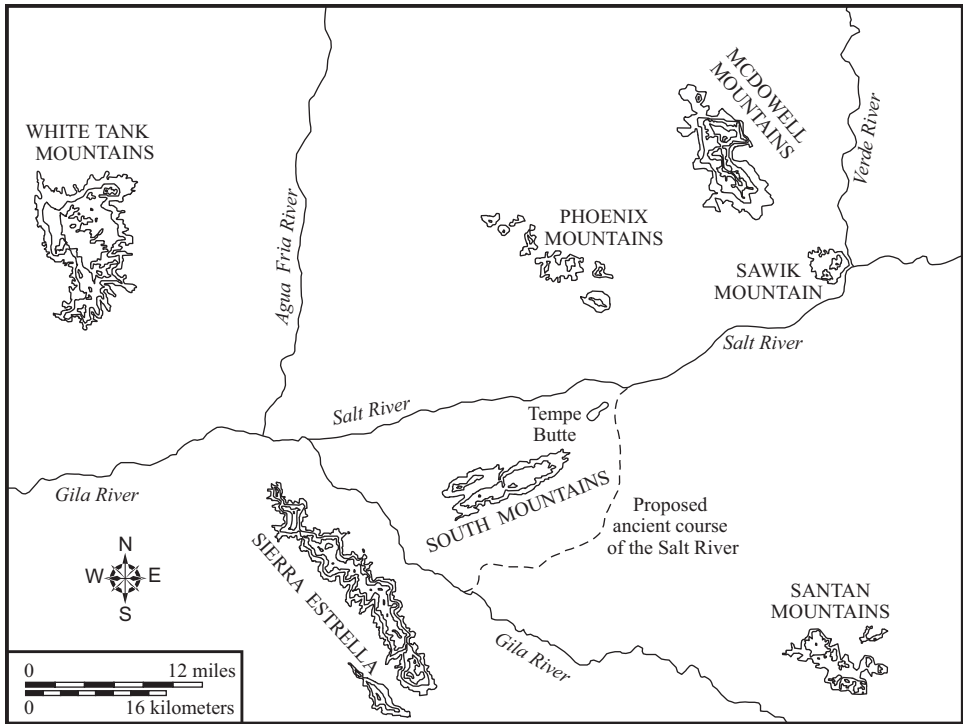 MCDOWELL
MOUNTAINS
Verde River
WHITE TANK
MOUNTAINS
Agua Fria River
PHOENIX
MOUNTAINS
SAWIK
MOUNTAIN
Salt River
Salt River
Tempe
Butte
Gila River
SOUTH MOUNTAINS
Proposed
ancient course
of the Salt River
N
W E
S
SIERRA ESTRELLA
SANTAN
MOUNTAINS
Gila River
0 12 miles
0 16 kilometers